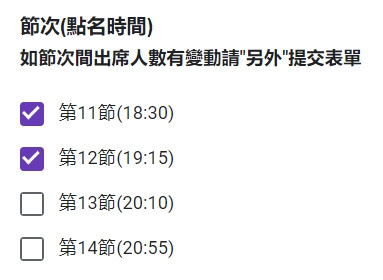 節次(點名時間)
如節次間出席人數有變動請"另外"提交表單
第11節(18:30)
第12節(19:15)
第13節(20:10)
第14節(20:55)